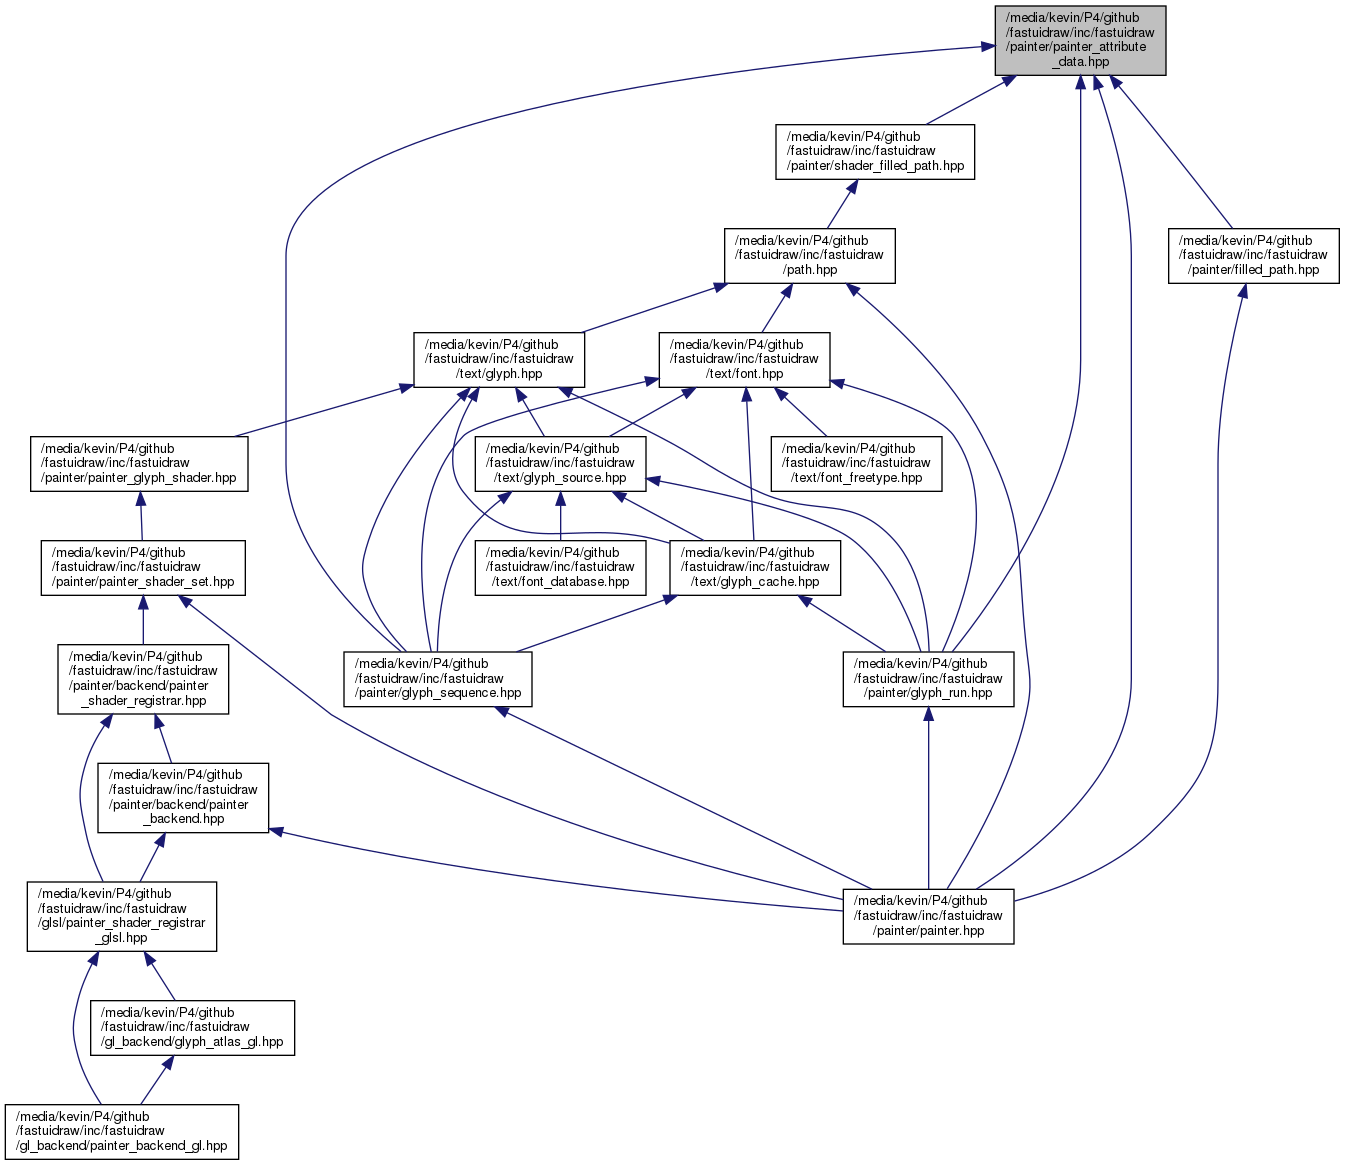 /media/kevin/P4/github
/fastuidraw/inc/fastuidraw
/painter/painter_attribute
_data.hpp
/media/kevin/P4/github
/fastuidraw/inc/fastuidraw
/painter/shader_filled_path.hpp
/media/kevin/P4/github
/fastuidraw/inc/fastuidraw
/path.hpp
/media/kevin/P4/github
/fastuidraw/inc/fastuidraw
/painter/filled_path.hpp
/media/kevin/P4/github
/fastuidraw/inc/fastuidraw
/text/glyph.hpp
/media/kevin/P4/github
/fastuidraw/inc/fastuidraw
/text/font.hpp
/media/kevin/P4/github
/fastuidraw/inc/fastuidraw
/painter/painter_glyph_shader.hpp
/media/kevin/P4/github
/fastuidraw/inc/fastuidraw
/text/glyph_source.hpp
/media/kevin/P4/github
/fastuidraw/inc/fastuidraw
/text/font_freetype.hpp
/media/kevin/P4/github
/fastuidraw/inc/fastuidraw
/painter/painter_shader_set.hpp
/media/kevin/P4/github
/fastuidraw/inc/fastuidraw
/text/font_database.hpp
/media/kevin/P4/github
/fastuidraw/inc/fastuidraw
/text/glyph_cache.hpp
/media/kevin/P4/github
/fastuidraw/inc/fastuidraw
/painter/backend/painter
_shader_registrar.hpp
/media/kevin/P4/github
/fastuidraw/inc/fastuidraw
/painter/glyph_sequence.hpp
/media/kevin/P4/github
/fastuidraw/inc/fastuidraw
/painter/glyph_run.hpp
/media/kevin/P4/github
/fastuidraw/inc/fastuidraw
/painter/backend/painter
_backend.hpp
/media/kevin/P4/github
/fastuidraw/inc/fastuidraw
/glsl/painter_shader_registrar
_glsl.hpp
/media/kevin/P4/github
/fastuidraw/inc/fastuidraw
/painter/painter.hpp
/media/kevin/P4/github
/fastuidraw/inc/fastuidraw
/gl_backend/glyph_atlas_gl.hpp
/media/kevin/P4/github
/fastuidraw/inc/fastuidraw
/gl_backend/painter_backend_gl.hpp